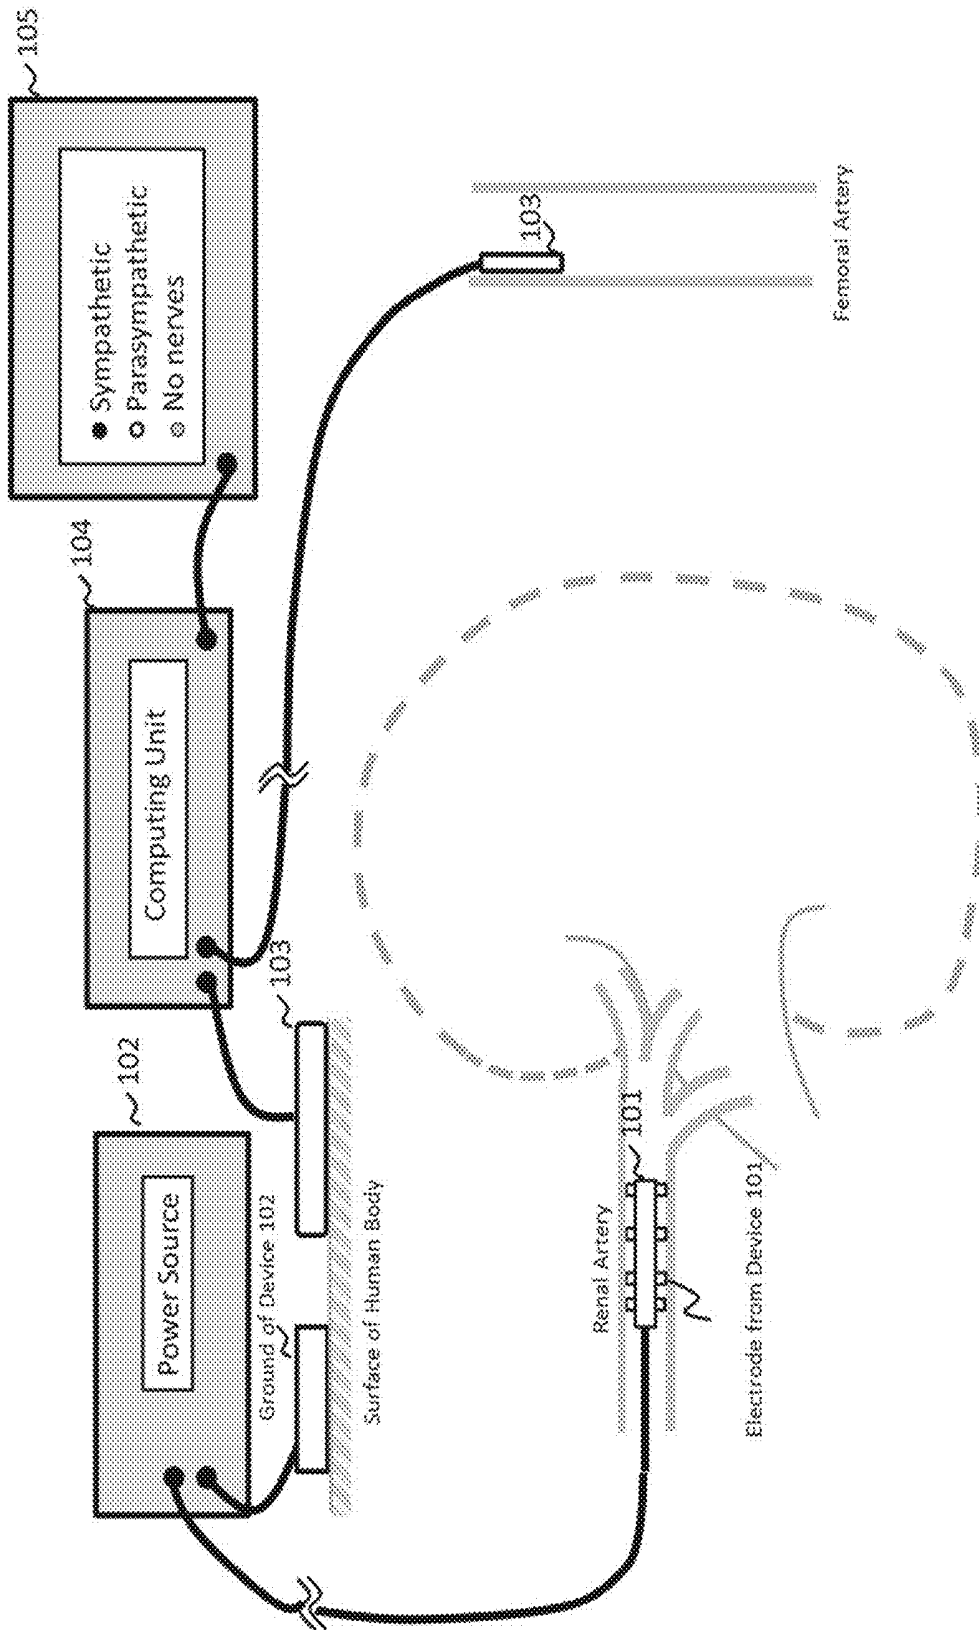 105
Sympathetic
Parasympathetic
No nerves
104
Computing Unit
102
Power Source
Ground of Device 102
103
Surface of Human Body
103
Femoral Artery
101
Renal Artery
Electrode from Device 101